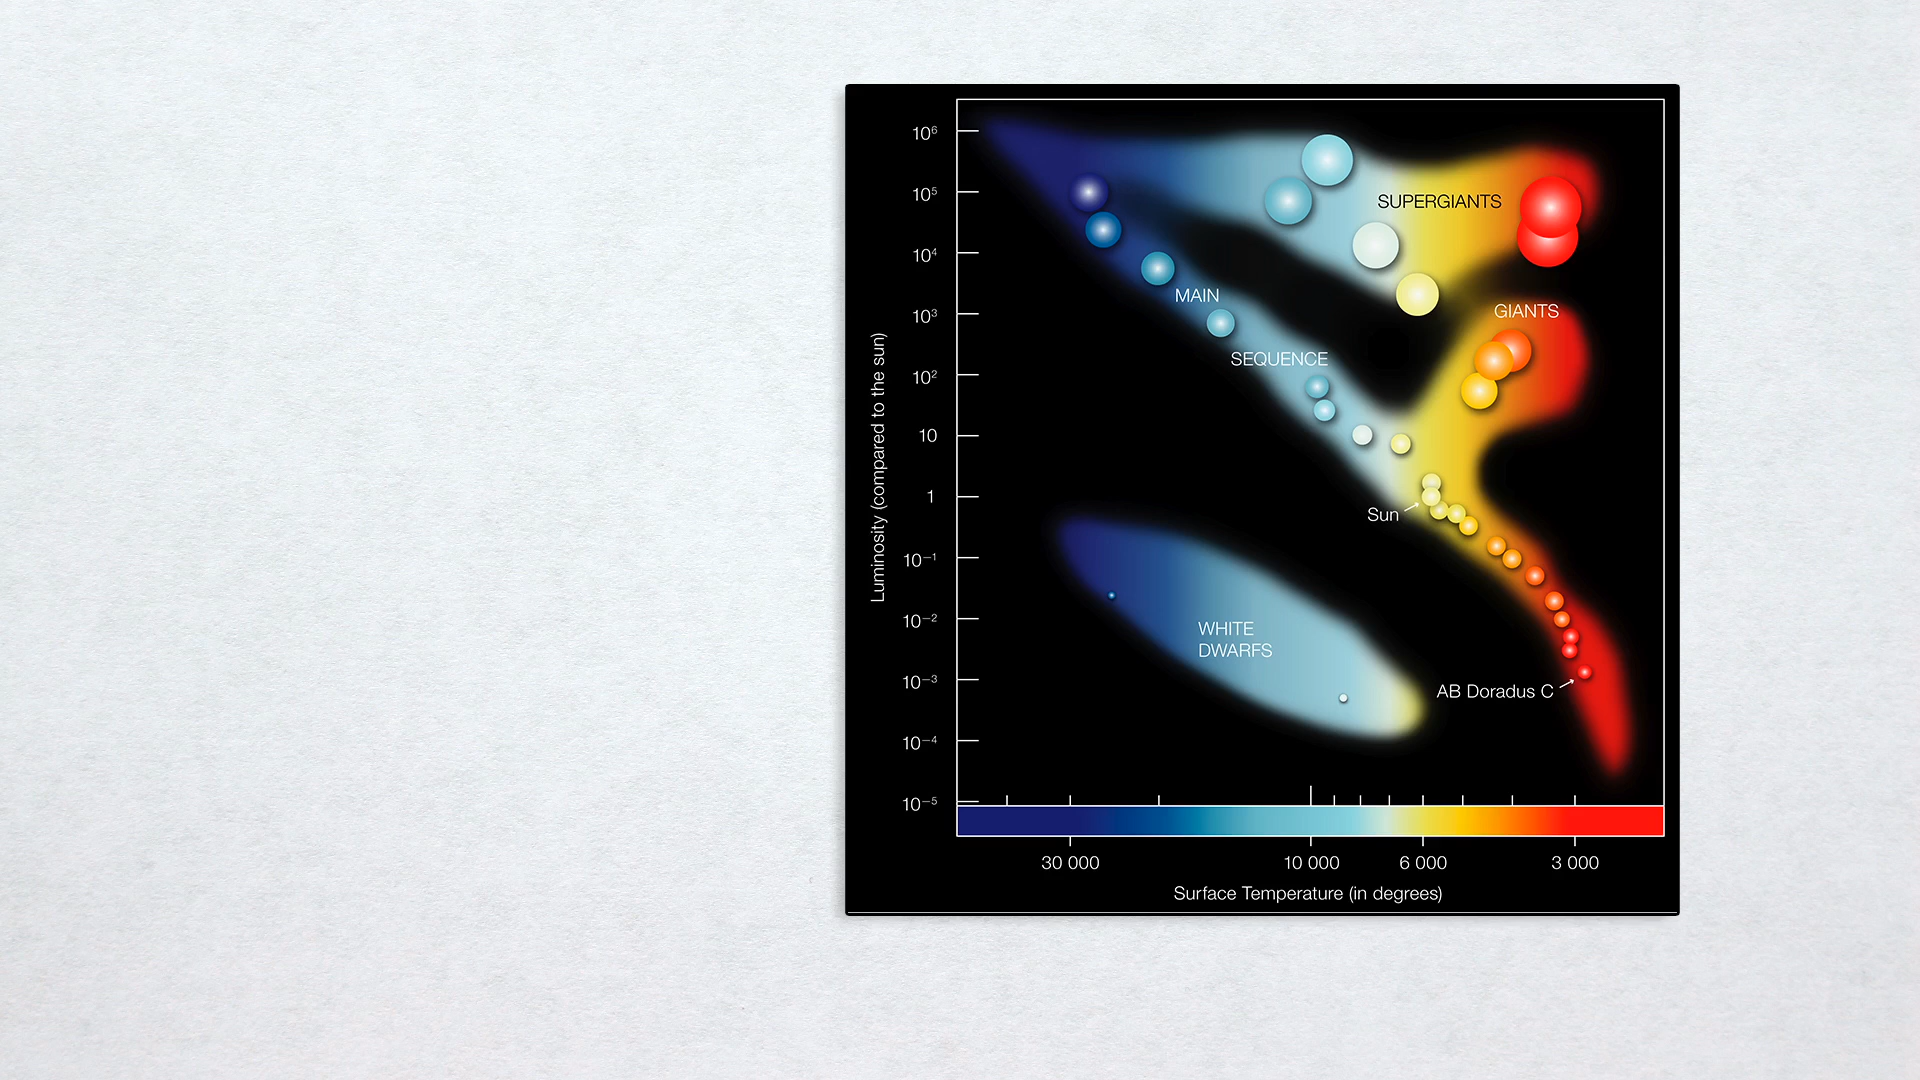 10⁶
10⁵
10⁴
10³
10²
10
1
10⁻¹
10⁻²
10⁻³
10⁻⁴
10⁻⁵
Luminosity (compared to the sun)
SUPERGIANTS
MAIN
GIANTS
SEQUENCE
Sun
WHITE
DWARFS
AB Doradus C
30 000 10 000 6 000 3 000
Surface Temperature (in degrees)